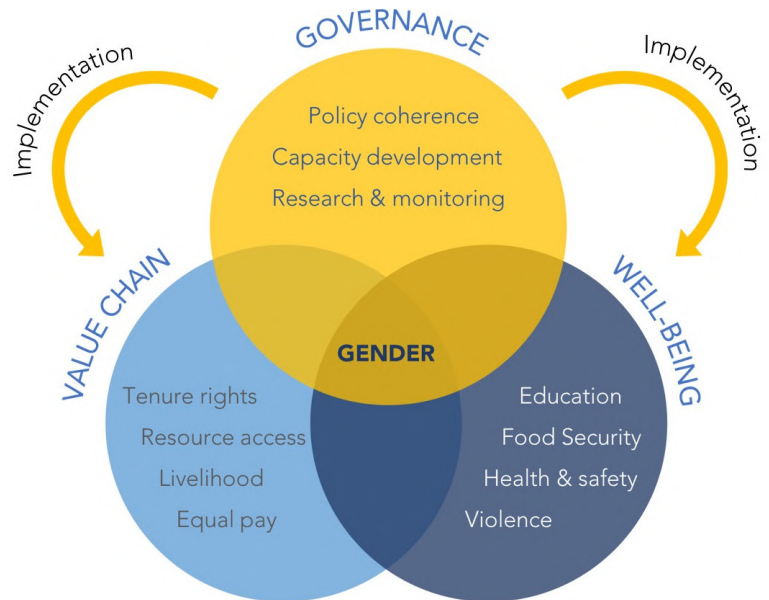 GOVERNANCE
Implementation
Implementation
Policy coherence
Capacity development
Research & monitoring
VALUE CHAIN
WELL-BEING
GENDER
Tenure rights
Resource access
Livelihood
Equal pay
Education
Food Security
Health & safety
Violence